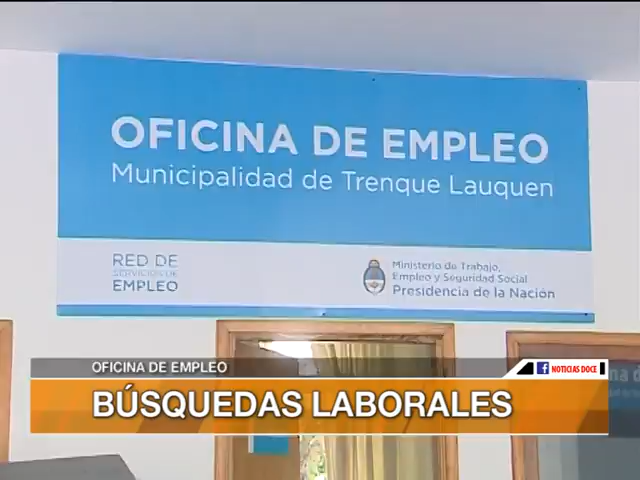 OFICINA DE EMPLEO
Municipalidad de Trenque Lauquen
RED DE
SERVICIOS DE
EMPLEO
Ministerio de Trabajo,
Empleo y Seguridad Social
Presidencia de la Nación
OFICINA DE EMPLEO
NOTICIAS DOCE
BÚSQUEDAS LABORALES